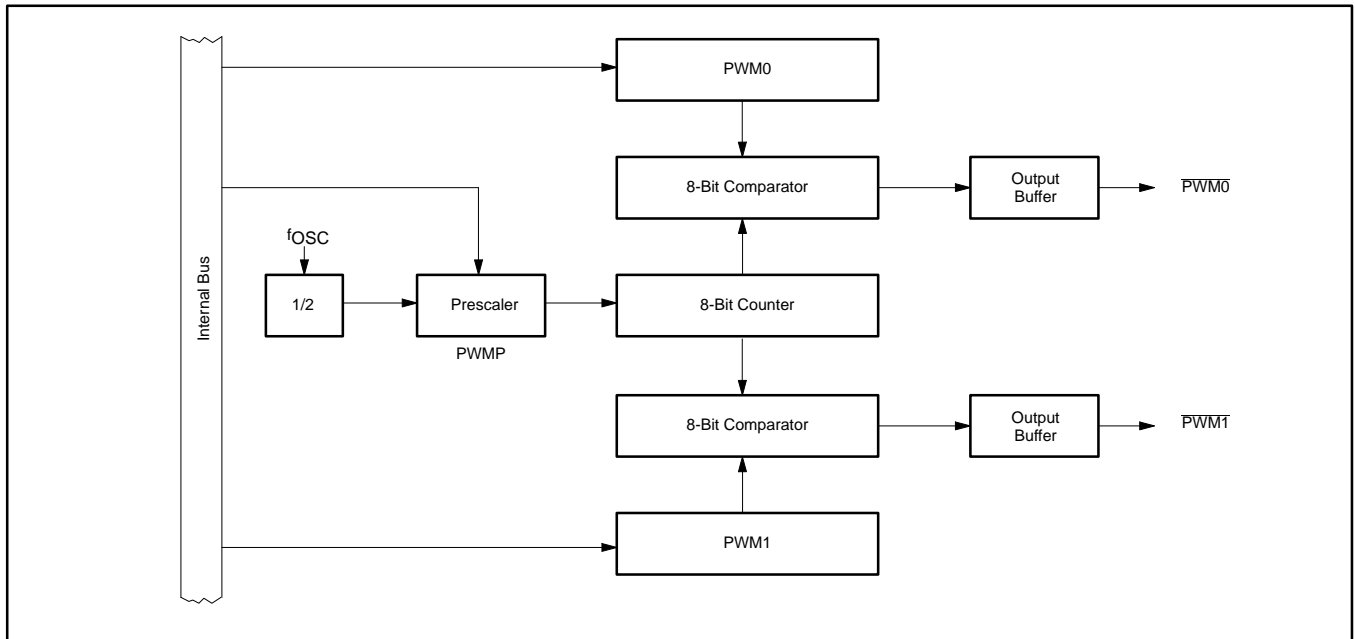 PWM0
8-Bit Comparator
Output
Buffer
PWM0
Internal Bus
fOSC
1/2
Prescaler
8-Bit Counter
PWMP
8-Bit Comparator
Output
Buffer
PWM1
PWM1